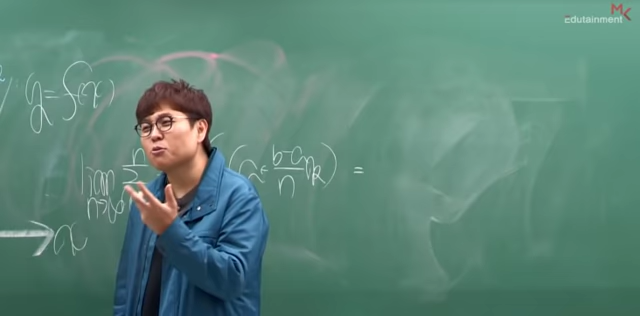 MK
Edutainment
y=f(x)
lim n→∞ n Σ (a+ b-a/n k) =
x